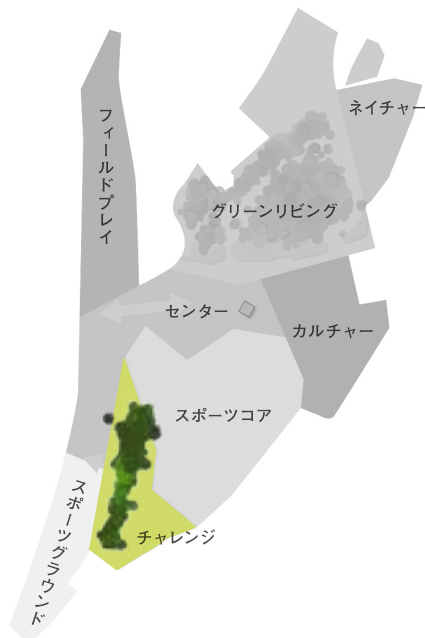 ネイチャー
フィールドプレイ
グリーンリビング
センター
カルチャー
スポーツコア
スポーツグラウンド
チャレンジ